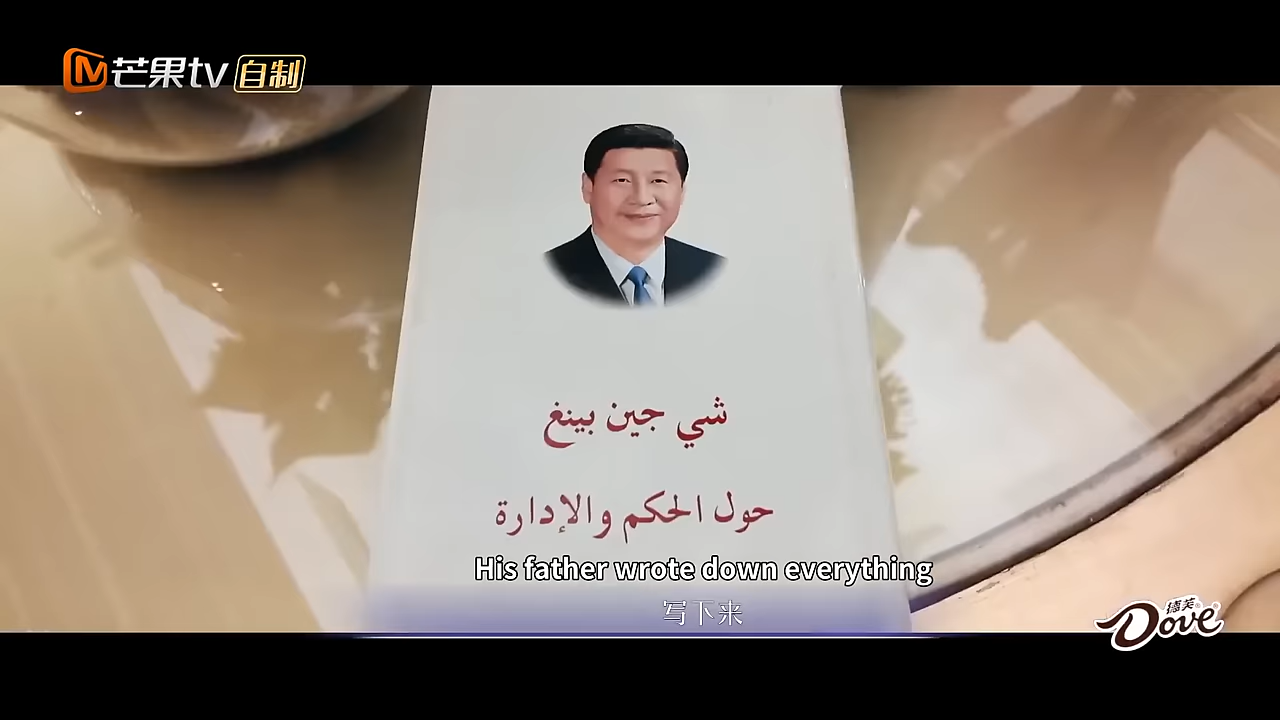 芒果tv 自制
شي جين بينغ
حول الحكم والإدارة
His father wrote down everything
写下来
德芙
Dove